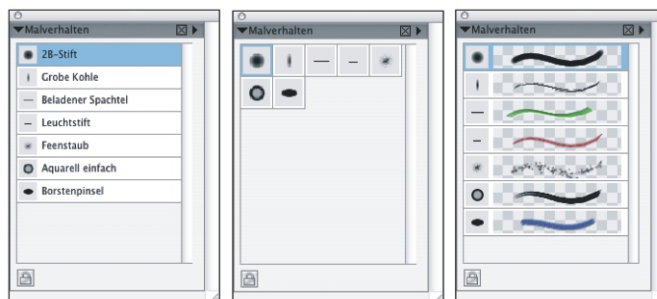 Malverhalten
2B-Stift
Grobe Kohle
Beladener Spachtel
Leuchtstift
Feenstaub
Aquarell einfach
Borstenpinsel
Malverhalten
Malverhalten